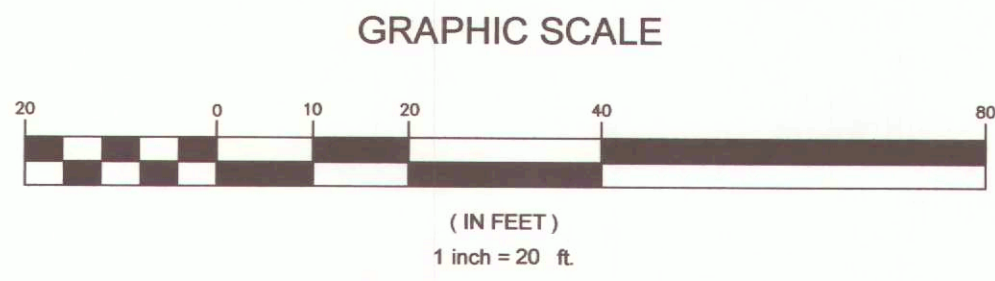 GRAPHIC SCALE
20 0 10 20 40 80
( IN FEET )
1 inch = 20 ft.